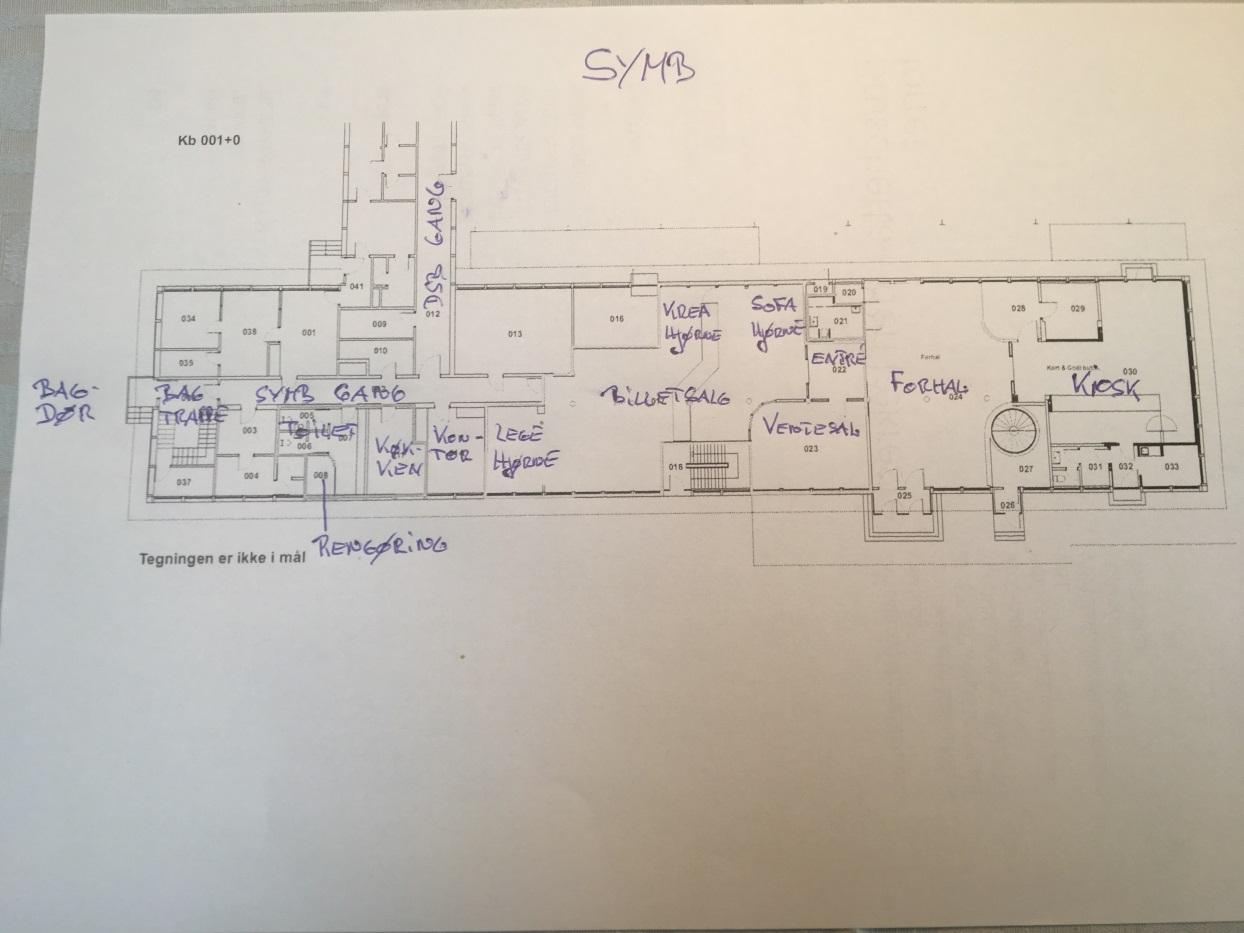 SYMB
Kb 001+0
DSB GANG
041
012
034
038
001
009
013
016
KREA
HJØRNE
SOFA
HJØRNE
019
020
021
028
029
035
010
ENTRÉ
022
Forhal
FORHAL
024
Kort & Godt butik
030
KIOSK
BAG-
DØR
BAG
TRAPPE
SYMB GANG
BILLETSALG
003
005
TOILET
007
006
KØK-
KEN
KON-
TOR
LEGE
HJØRNE
VENTESAL
023
037
004
008
018
027
031
032
033
025
026
Tegningen er ikke i mål
RENGØRING